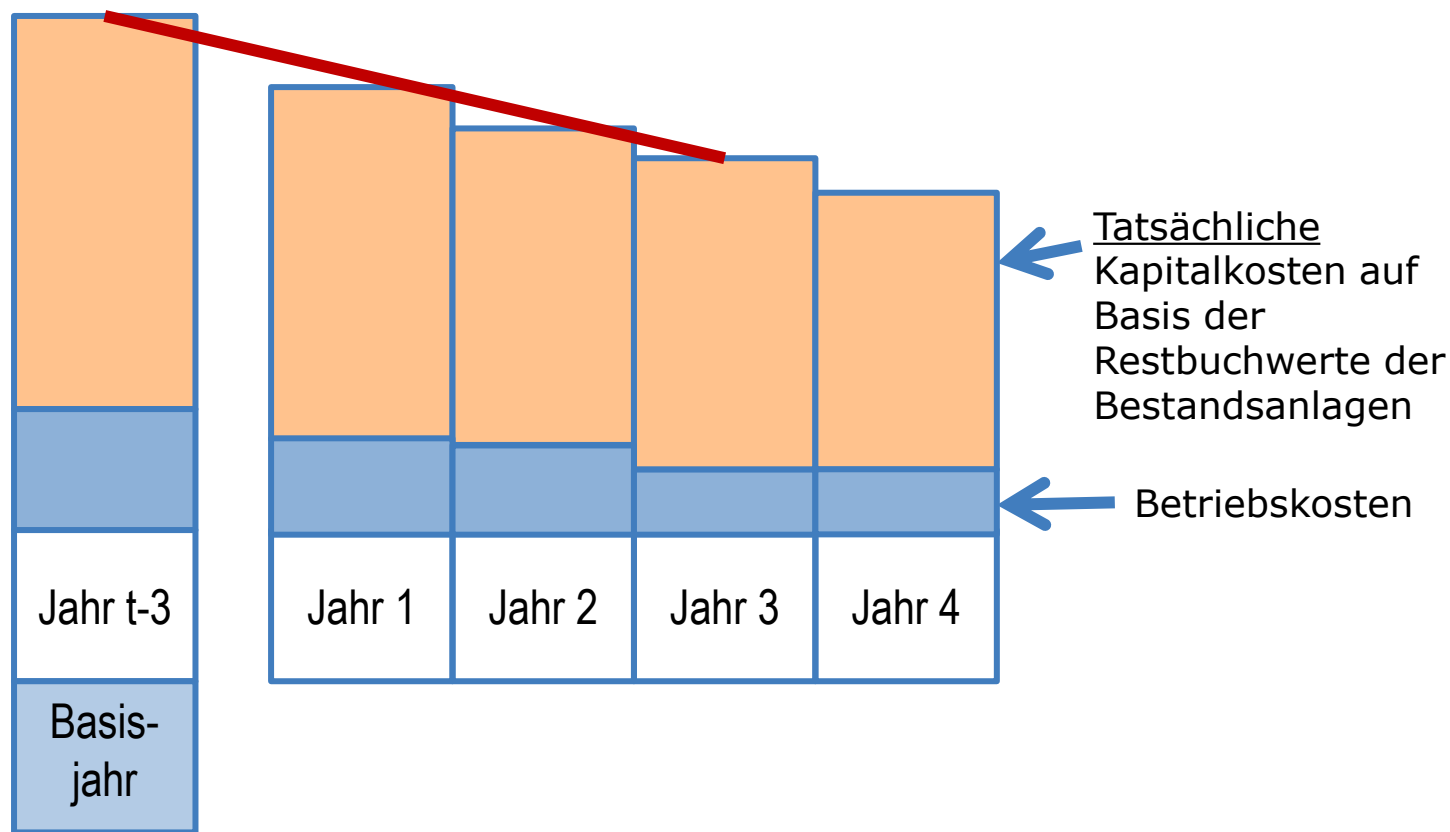 Tatsächliche
Kapitalkosten auf
Basis der
Restbuchwerte der
Bestandsanlagen
Betriebskosten
Jahr t-3
Jahr 1
Jahr 2
Jahr 3
Jahr 4
Basis-
jahr